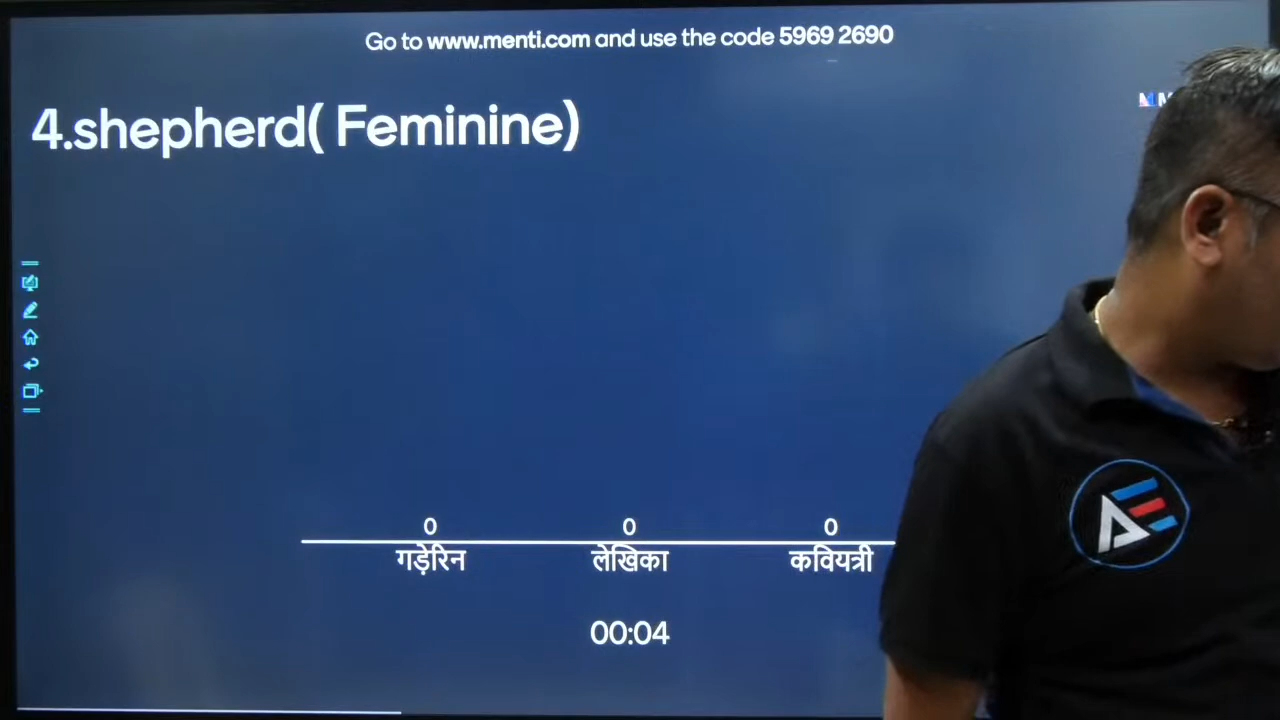 Go to www.menti.com and use the code 5969 2690
4.shepherd( Feminine)
0 0 0
गड़ेरिन लेखिका कवियत्री
00:04